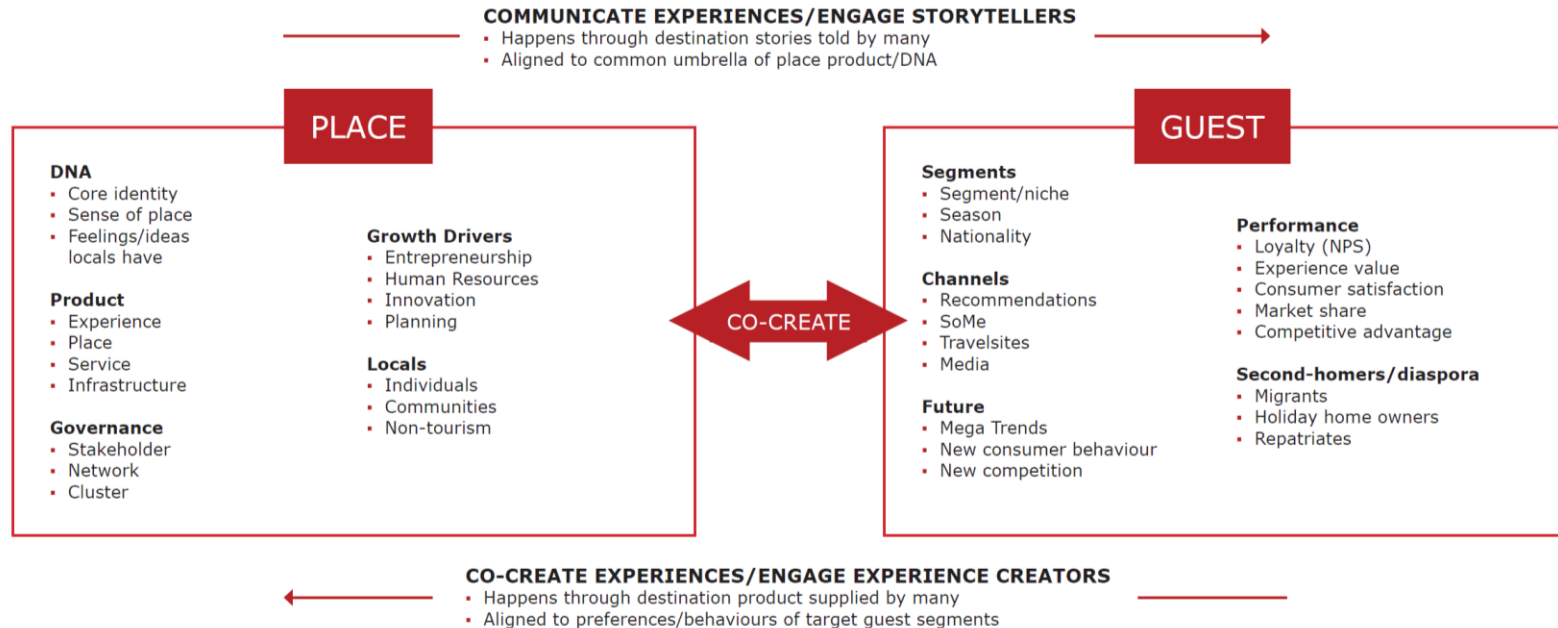 COMMUNICATE EXPERIENCES/ENGAGE STORYTELLERS
▪ Happens through destination stories told by many
▪ Aligned to common umbrella of place product/DNA
PLACE
DNA
▪ Core identity
▪ Sense of place
▪ Feelings/ideas
locals have
Product
▪ Experience
▪ Place
▪ Service
▪ Infrastructure
Governance
▪ Stakeholder
▪ Network
▪ Cluster
Growth Drivers
▪ Entrepreneurship
▪ Human Resources
▪ Innovation
▪ Planning
Locals
▪ Individuals
▪ Communities
▪ Non-tourism
CO-CREATE
GUEST
Segments
▪ Segment/niche
▪ Season
▪ Nationality
Channels
▪ Recommendations
▪ SoMe
▪ Travelsites
▪ Media
Future
▪ Mega Trends
▪ New consumer behaviour
▪ New competition
Performance
▪ Loyalty (NPS)
▪ Experience value
▪ Consumer satisfaction
▪ Market share
▪ Competitive advantage
Second-homers/diaspora
▪ Migrants
▪ Holiday home owners
▪ Repatriates
CO-CREATE EXPERIENCES/ENGAGE EXPERIENCE CREATORS
▪ Happens through destination product supplied by many
▪ Aligned to preferences/behaviours of target guest segments